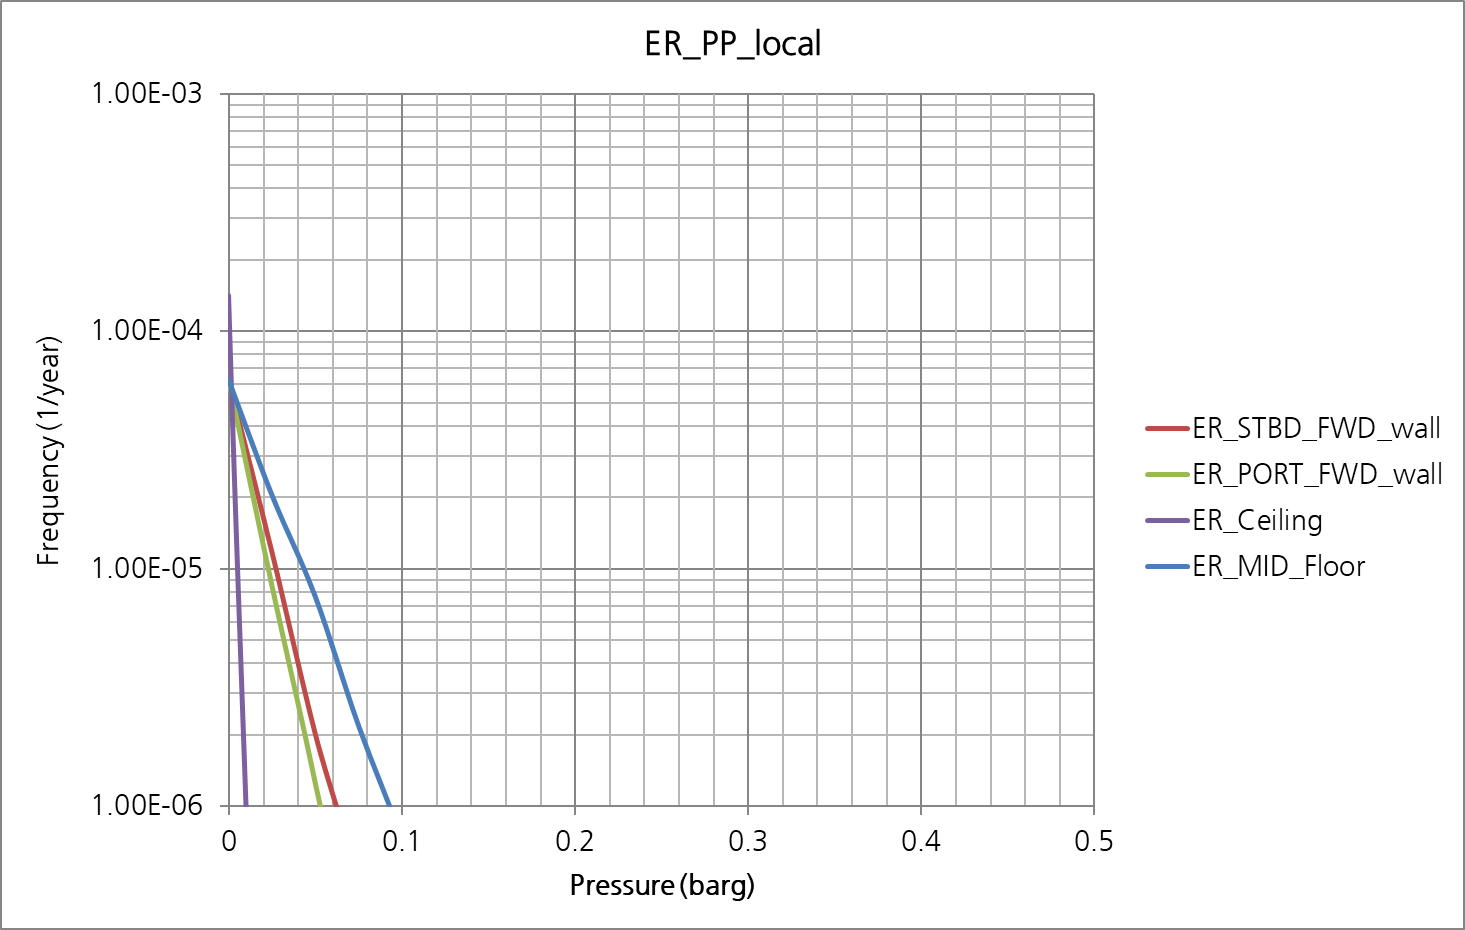 ER_PP_local
1.00E-03
1.00E-04
1.00E-05
1.00E-06
0 0.1 0.2 0.3 0.4 0.5
Frequency (1/year)
Pressure (barg)
ER_STBD_FWD_wall
ER_PORT_FWD_wall
ER_Ceiling
ER_MID_Floor